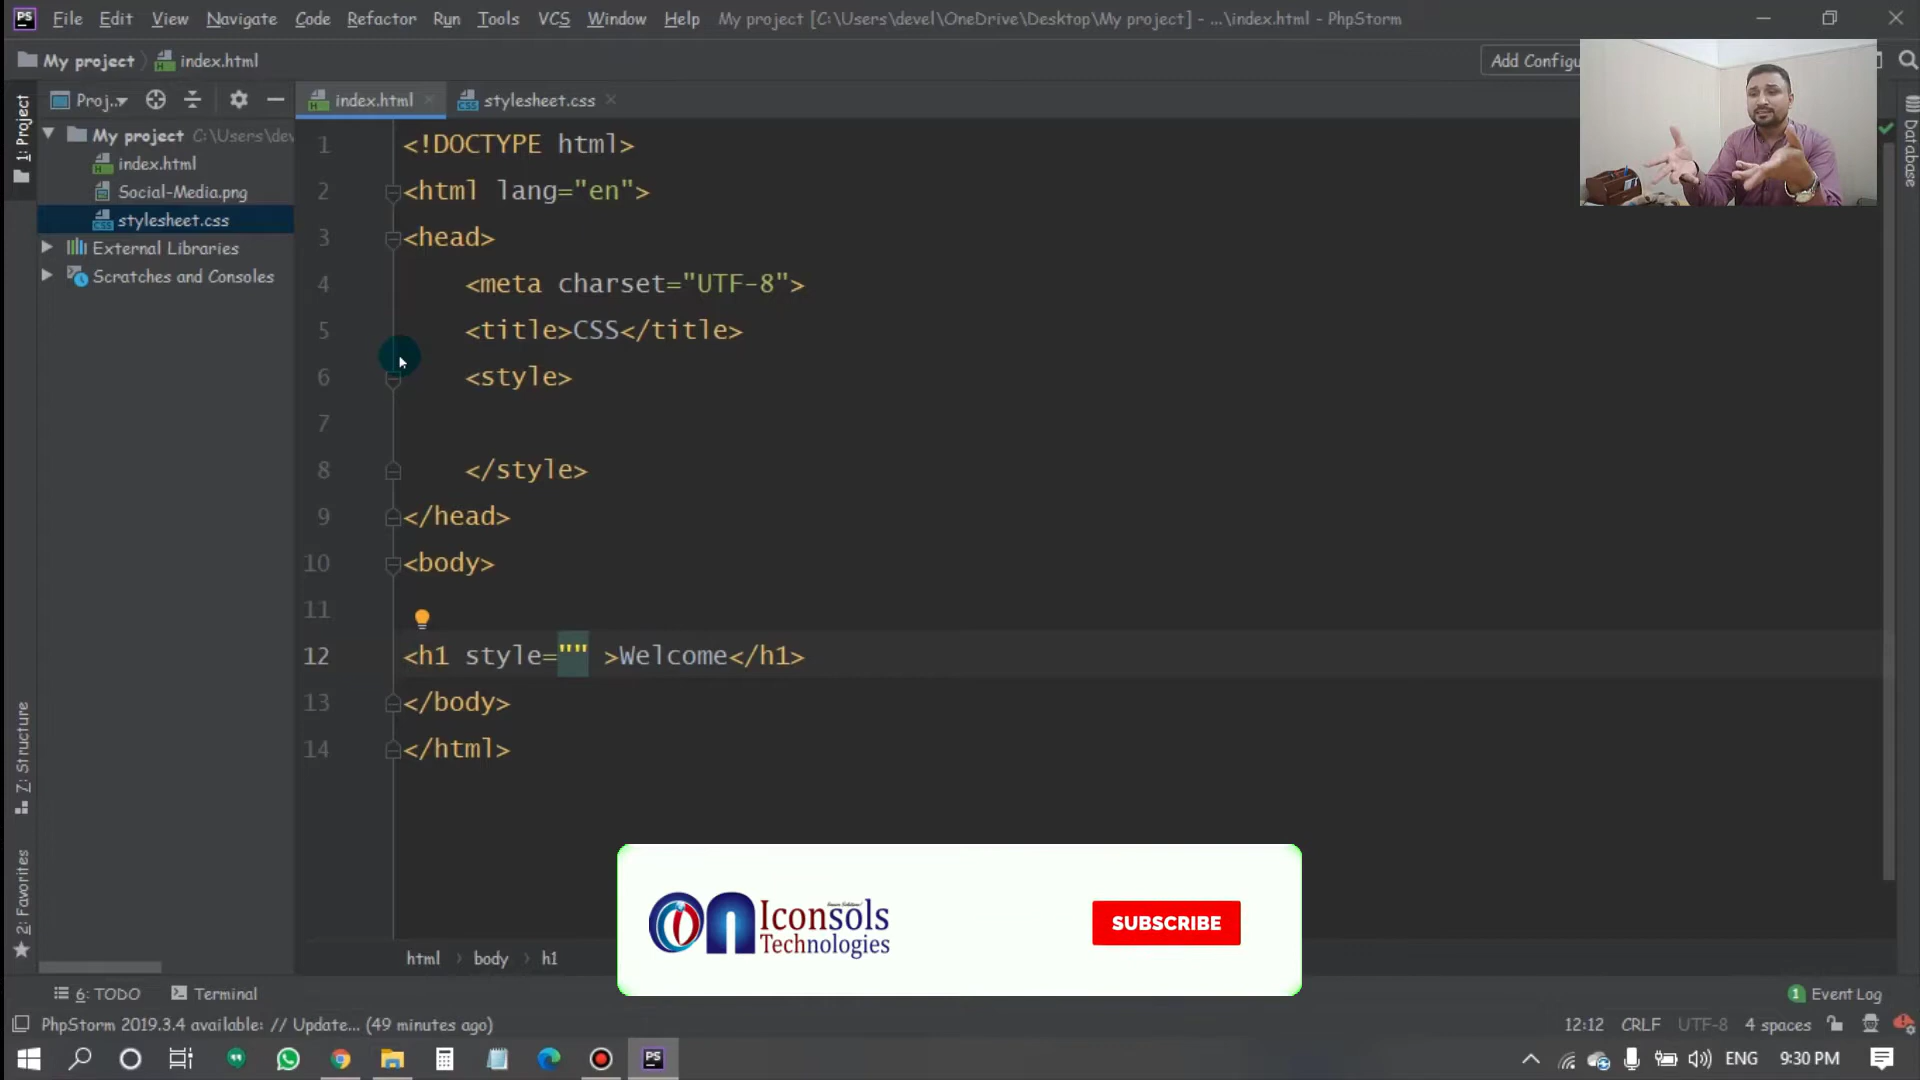 File Edit View Navigate Code Refactor Run Tools VCS Window Help My project [C:\Users\devel\OneDrive\Desktop\My project] - ...\index.html - PhpStorm
My project index.html
Add Configu
1: Project
Proj..
index.html
stylesheet.css
My project C:\Users\dev
index.html
Social-Media.png
stylesheet.css
External Libraries
Scratches and Consoles
1 <!DOCTYPE html>
2 <html lang="en">
3 <head>
4 <meta charset="UTF-8">
5 <title>CSS</title>
6 <style>
7
8 </style>
9 </head>
10 <body>
11
12 <h1 style="" >Welcome</h1>
13 </body>
14 </html>
Database
Z: Structure
2: Favorites
html body h1
Iconsols
Technologies
SUBSCRIBE
6: TODO Terminal
1 Event Log
PhpStorm 2019.3.4 available: // Update... (49 minutes ago)
12:12 CRLF UTF-8 4 spaces
PS
ENG 9:30 PM